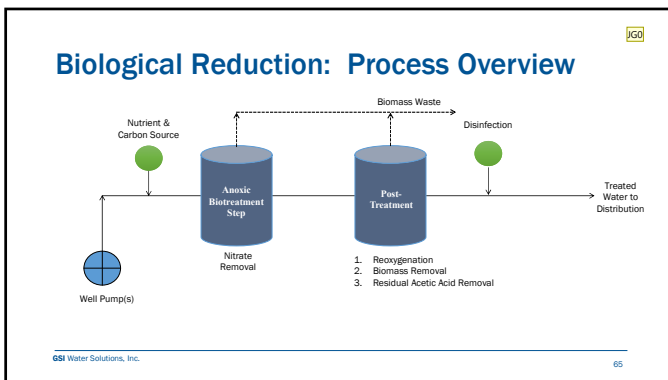 JG0
Biological Reduction: Process Overview
Biomass Waste
Nutrient &
Carbon Source
Disinfection
Anoxic
Biotreatment
Step
Post-
Treatment
Treated
Water to
Distribution
Nitrate
Removal
1. Reoxygenation
2. Biomass Removal
3. Residual Acetic Acid Removal
Well Pump(s)
GSI Water Solutions, Inc.
65